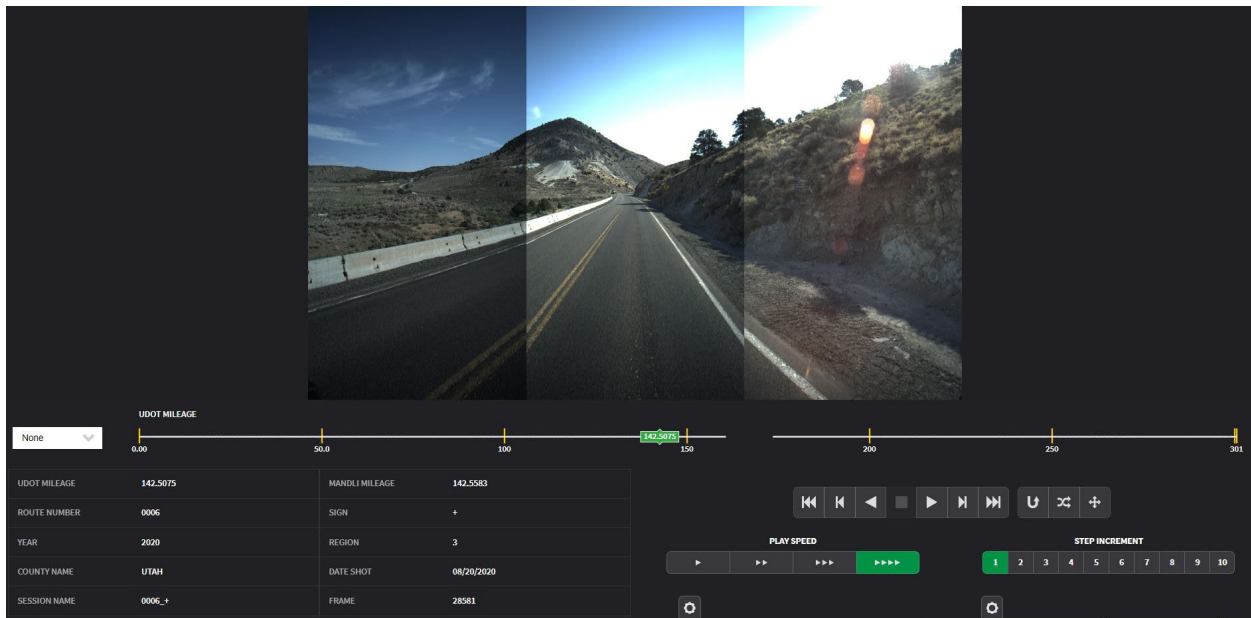 UDOT MILEAGE
None
142.5075
0.00 50.0 100 150 200 250 301
UDOT MILEAGE 142.5075 MANDLI MILEAGE 142.5583
ROUTE NUMBER 0006 SIGN +
YEAR 2020 REGION 3
COUNTY NAME UTAH DATE SHOT 08/20/2020
SESSION NAME 0006_+ FRAME 28581
PLAY SPEED
STEP INCREMENT
1 2 3 4 5 6 7 8 9 10